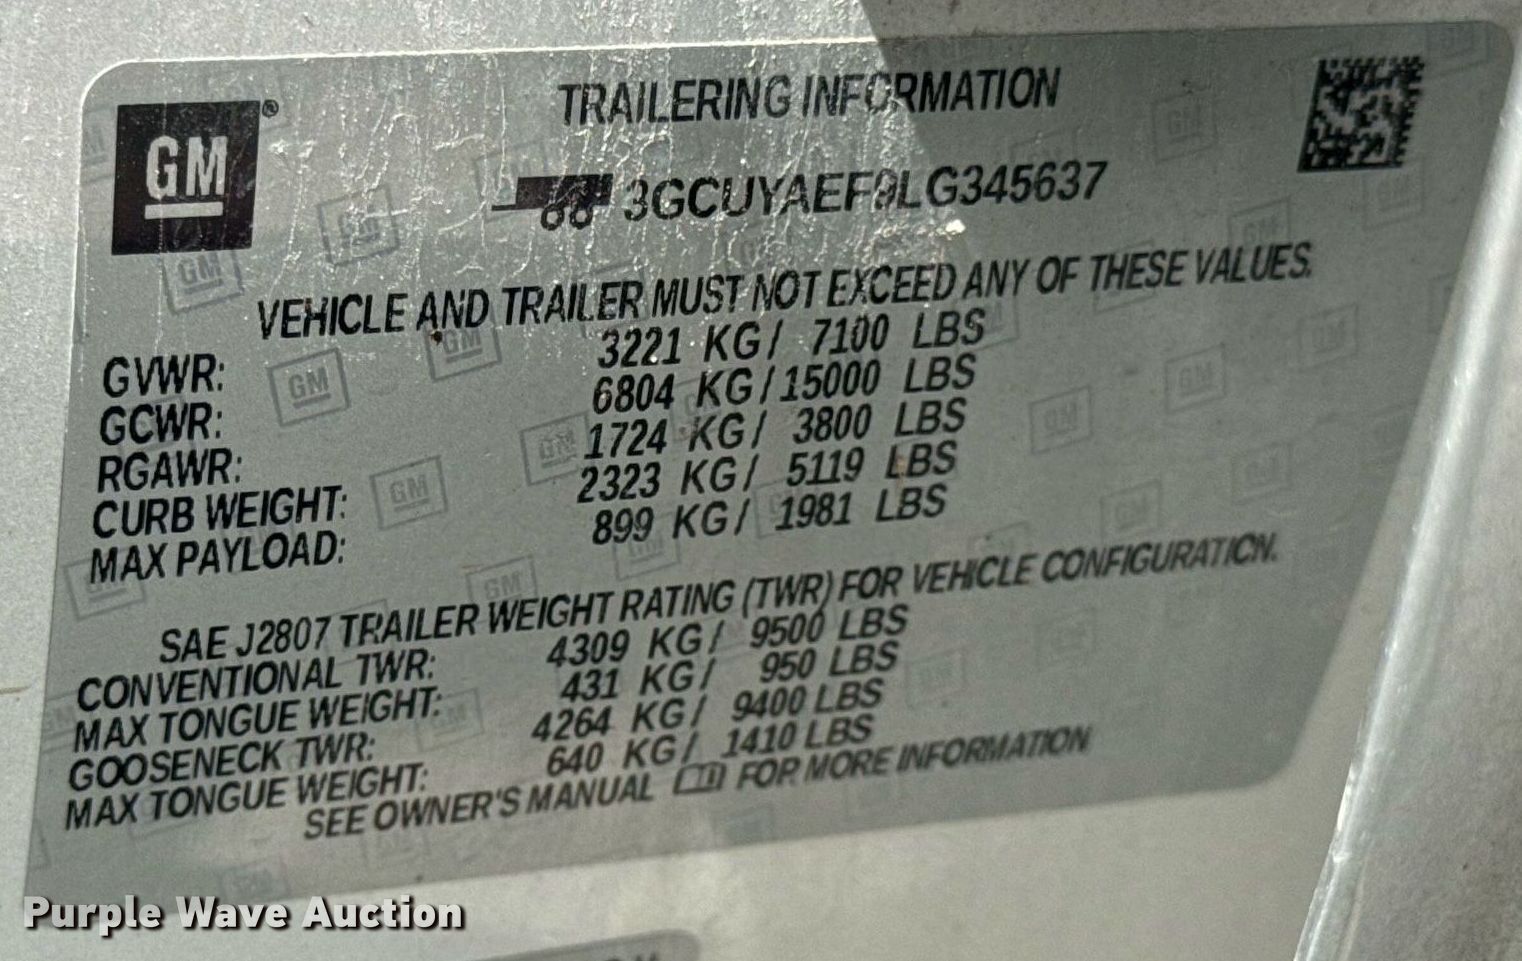 GM®
TRAILERING INFORMATION
3GCUYAEF9LG345637
VEHICLE AND TRAILER MUST NOT EXCEED ANY OF THESE VALUES.
GVWR: 3221 KG/ 7100 LBS
GCWR: 6804 KG/15000 LBS
RGAWR: 1724 KG/ 3800 LBS
CURB WEIGHT: 2323 KG/ 5119 LBS
MAX PAYLOAD: 899 KG/ 1981 LBS
SAE J2807 TRAILER WEIGHT RATING (TWR) FOR VEHICLE CONFIGURATION.
CONVENTIONAL TWR: 4309 KG/ 9500 LBS
MAX TONGUE WEIGHT: 431 KG/ 950 LBS
GOOSENECK TWR: 4264 KG/ 9400 LBS
MAX TONGUE WEIGHT: 640 KG/ 1410 LBS
SEE OWNER'S MANUAL FOR MORE INFORMATION
Purple Wave Auction